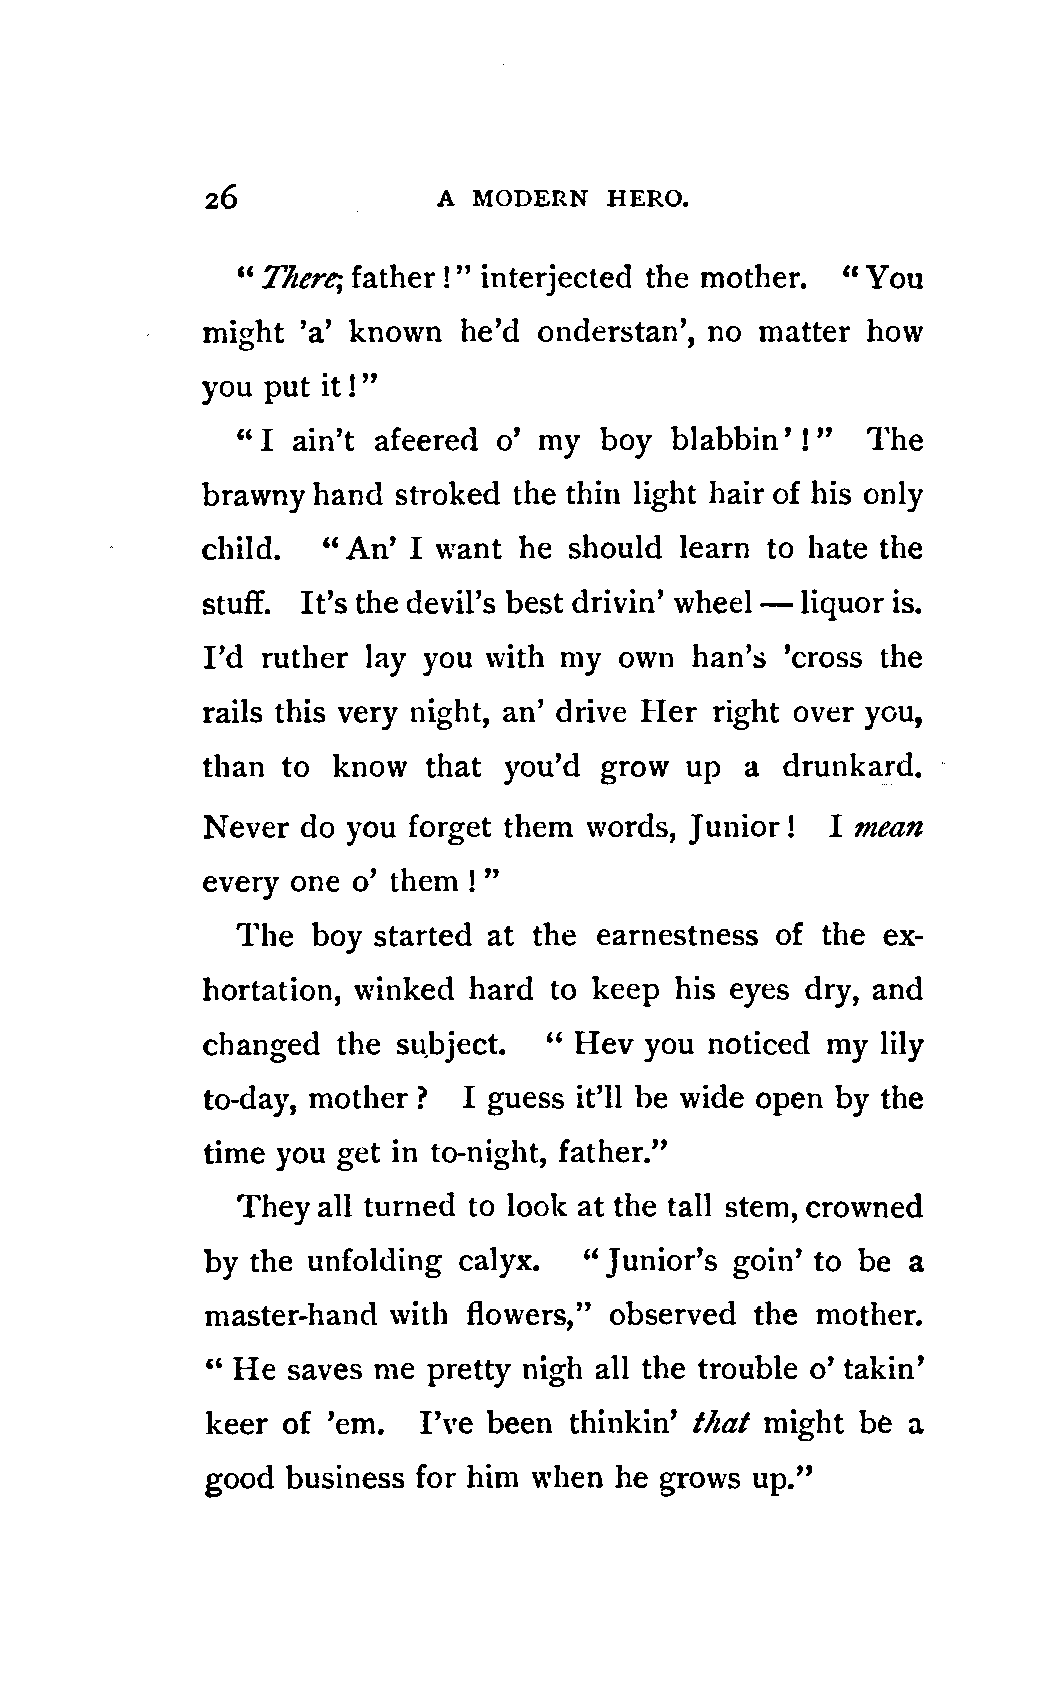 26 A MODERN HERO.
“There, father!” interjected the mother. “You
might ’a’ known he’d onderstan’, no matter how
you put it!”
“I ain’t afeered o’ my boy blabbin’!” The
brawny hand stroked the thin light hair of his only
child. “An’ I want he should learn to hate the
stuff. It’s the devil’s best drivin’ wheel — liquor is.
I’d ruther lay you with my own han’s ’cross the
rails this very night, an’ drive Her right over you,
than to know that you’d grow up a drunkard.
Never do you forget them words, Junior! I mean
every one o’ them!”
The boy started at the earnestness of the ex-
hortation, winked hard to keep his eyes dry, and
changed the subject. “Hev you noticed my lily
to-day, mother? I guess it’ll be wide open by the
time you get in to-night, father.”
They all turned to look at the tall stem, crowned
by the unfolding calyx. “Junior’s goin’ to be a
master-hand with flowers,” observed the mother.
“He saves me pretty nigh all the trouble o’ takin’
keer of ’em. I’ve been thinkin’ that might be a
good business for him when he grows up.”